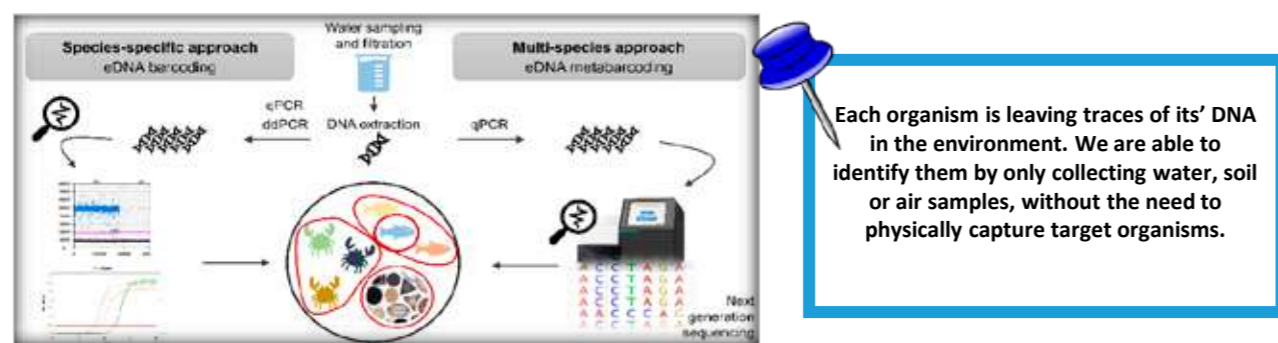 Water sampling
and filtration
Species-specific approach
eDNA barcoding
Multi-species approach
eDNA metabarcoding
qPCR
ddPCR
DNA extraction
qPCR
A C C T A G A
Next
generation
sequencing
Each organism is leaving traces of its’ DNA
in the environment. We are able to
identify them by only collecting water, soil
or air samples, without the need to
physically capture target organisms.